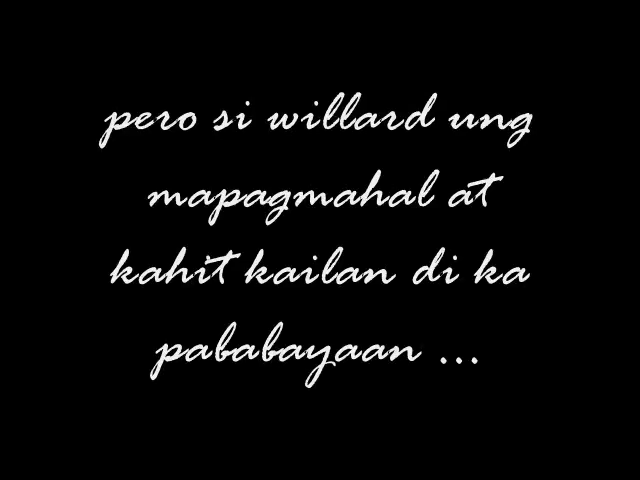 pero si willard ung
mapagmahal at
kahit kailan di ka
pababayaan ...